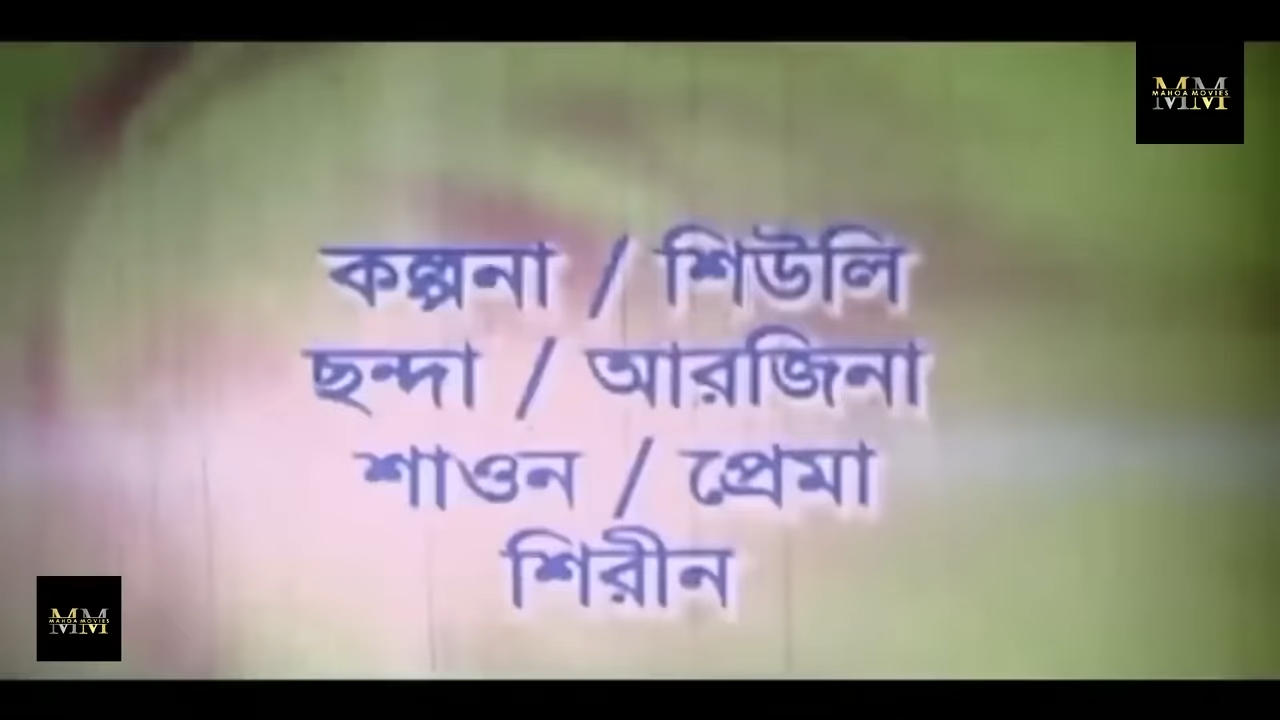 MM
MAHOA MOVIES
কল্পনা / শিউলি
ছন্দা / আরজিনা
শাওন / প্রেমা
শিরীন
MM
MAHOA MOVIES